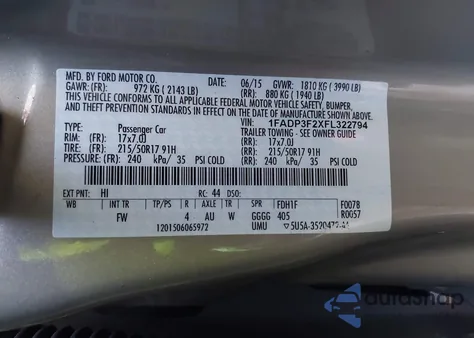 MFD. BY FORD MOTOR CO. 06/15 GVWR: 1810 KG ( 3990 LB)
GAWR: (FR): 972 KG ( 2143 LB) (RR): 880 KG (1940 LB)
THIS VEHICLE CONFORMS TO ALL APPLICABLE FEDERAL MOTOR VEHICLE SAFETY, BUMPER,
AND THEFT PREVENTION STANDARDS IN EFFECT ON THE DATE OF MANUFACTURE SHOWN ABOVE.
VIN: 1FADP3F2XFL322794
TYPE: Passenger Car TRAILER TOWING - SEE OWNER GUIDE
RIM: (FR): 17x7.0J (RR): 17x7.0J
TIRE: (FR): 215/50R17 91H (RR): 215/50R17 91H
PRESSURE: (FR): 240 kPa/ 35 PSI COLD (RR): 240 kPa/ 35 PSI COLD
EXT PNT: HI RC: 44 DSO:
WB INT TR TP/PS R AX TR SPR FDH1F F007B
FW 4 AU W GGGG 405 R0057
1201506065972 UMU
autosnap